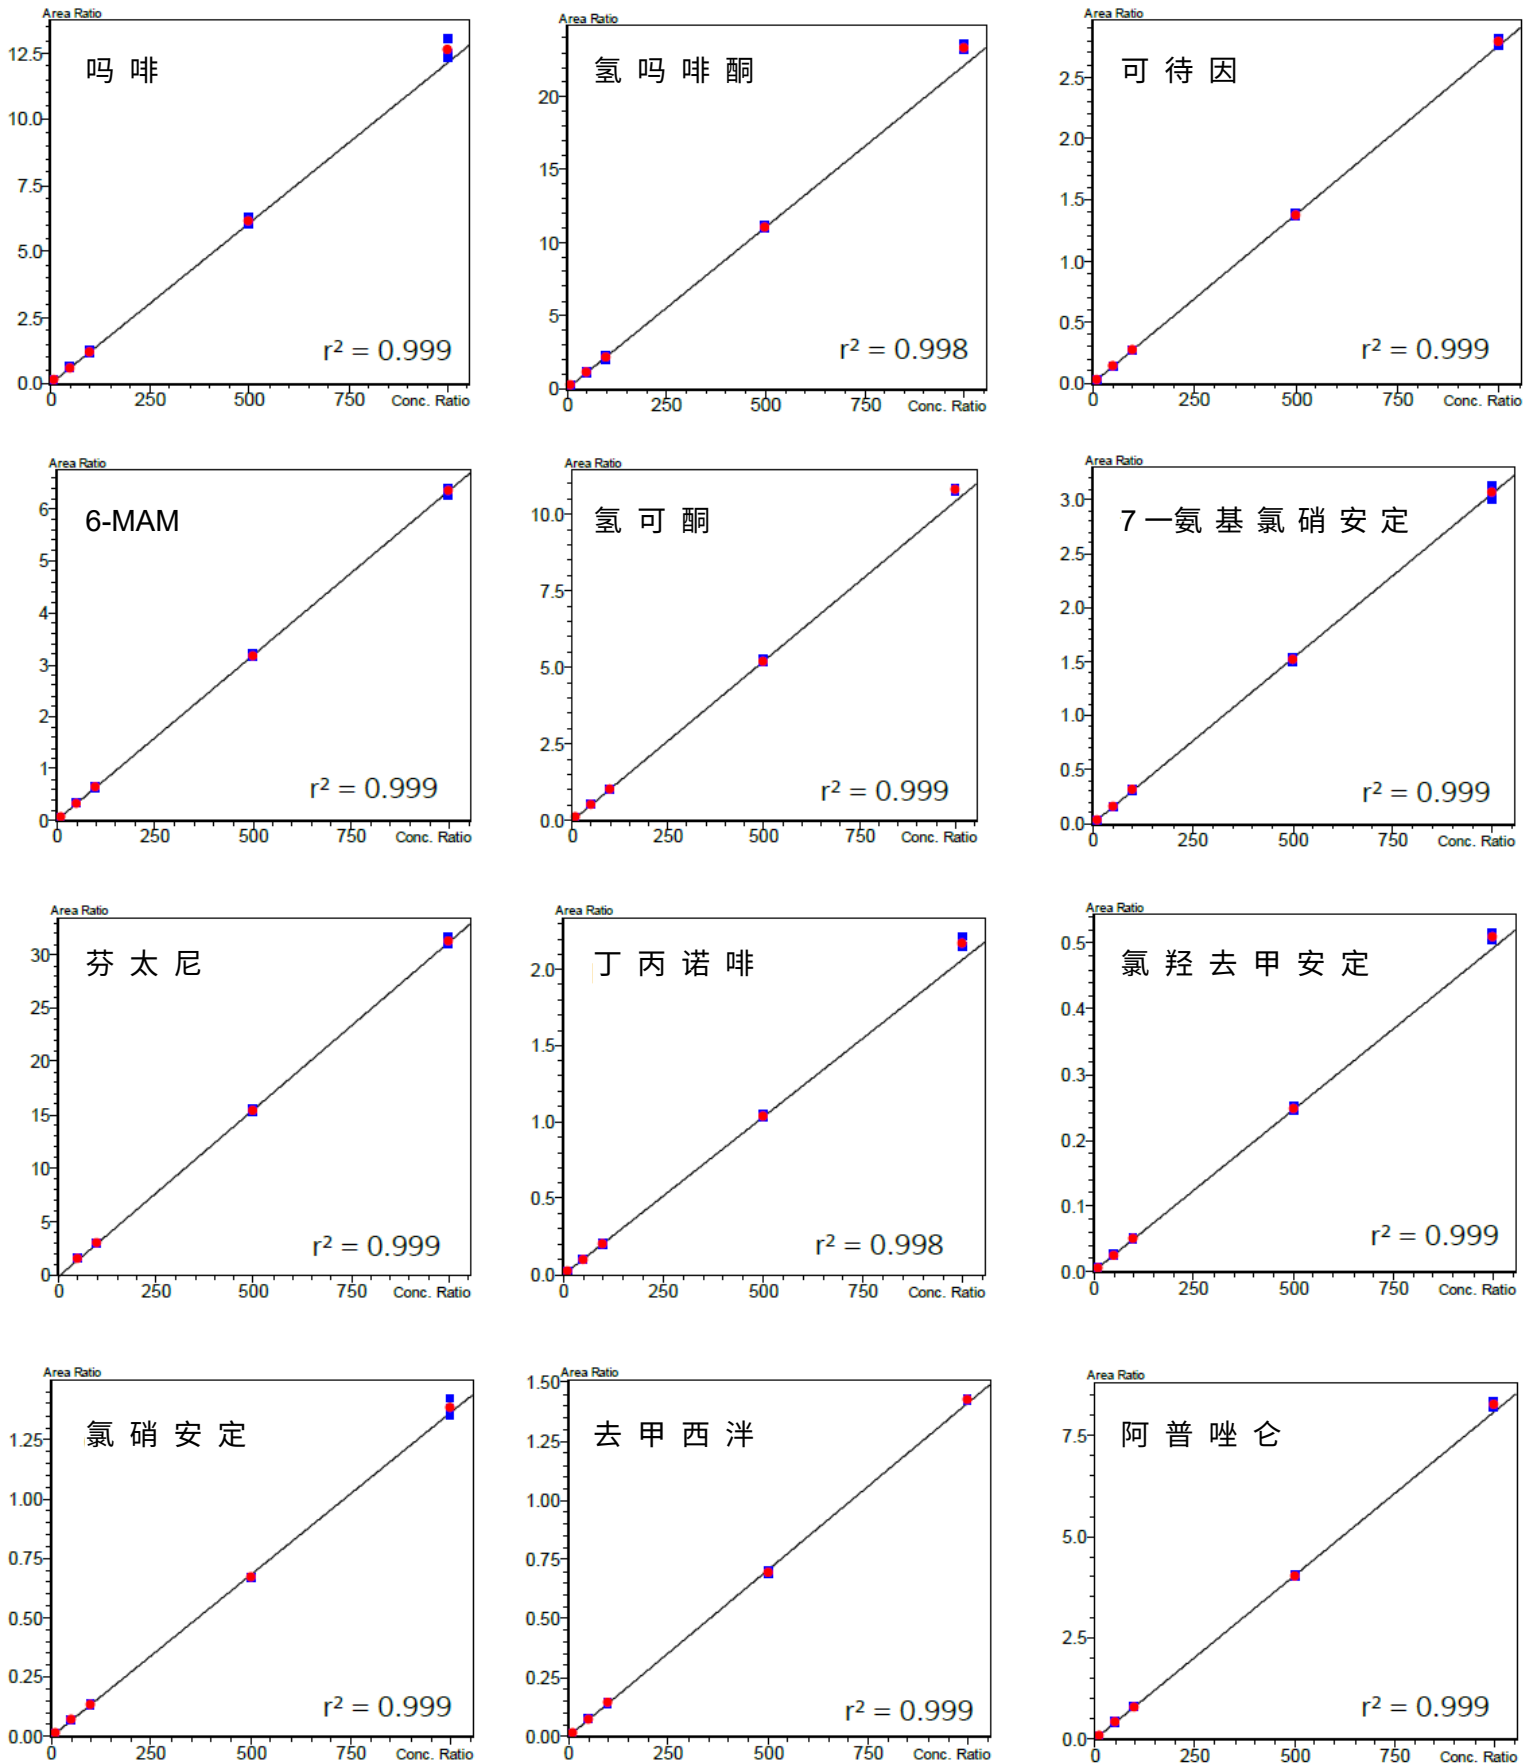 Area Ratio
吗 啡
12.5
10.0
7.5
5.0
2.5
0.0
r² = 0.999
0 250 500 750 Conc. Ratio
Area Ratio
氢 吗 啡 酮
20
15
10
5
0
r² = 0.998
0 250 500 750 Conc. Ratio
Area Ratio
可 待 因
2.5
2.0
1.5
1.0
0.5
0.0
r² = 0.999
0 250 500 750 Conc. Ratio
Area Ratio
6-MAM
6
5
4
3
2
1
0
r² = 0.999
0 250 500 750 Conc. Ratio
Area Ratio
氢 可 酮
10.0
7.5
5.0
2.5
0.0
r² = 0.999
0 250 500 750 Conc. Ratio
Area Ratio
7 一氨 基 氯 硝 安 定
3.0
2.5
2.0
1.5
1.0
0.5
0.0
r² = 0.999
0 250 500 750 Conc. Ratio
Area Ratio
芬 太 尼
30
25
20
15
10
5
0
r² = 0.999
0 250 500 750 Conc. Ratio
Area Ratio
丁 丙 诺 啡
2.0
1.5
1.0
0.5
0.0
r² = 0.998
0 250 500 750 Conc. Ratio
Area Ratio
氯 羟 去 甲 安 定
0.5
0.4
0.3
0.2
0.1
0.0
r² = 0.999
0 250 500 750 Conc. Ratio
Area Ratio
氯 硝 安 定
1.25
1.00
0.75
0.50
0.25
0.00
r² = 0.999
0 250 500 750 Conc. Ratio
Area Ratio
1.50
去 甲 西 泮
1.25
1.00
0.75
0.50
0.25
0.00
r² = 0.999
0 250 500 750 Conc. Ratio
Area Ratio
阿 普 唑 仑
7.5
5.0
2.5
0.0
r² = 0.999
0 250 500 750 Conc. Ratio